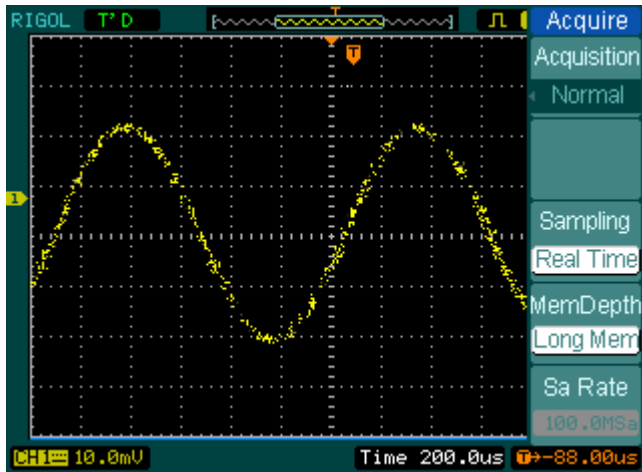 RIGOL T'D T Acquire
T
Acquisition
Normal
1
Sampling
Real Time
MemDepth
Long Mem
Sa Rate
100.0MSa
CH1 10.0mV Time 200.0us T→-88.00us